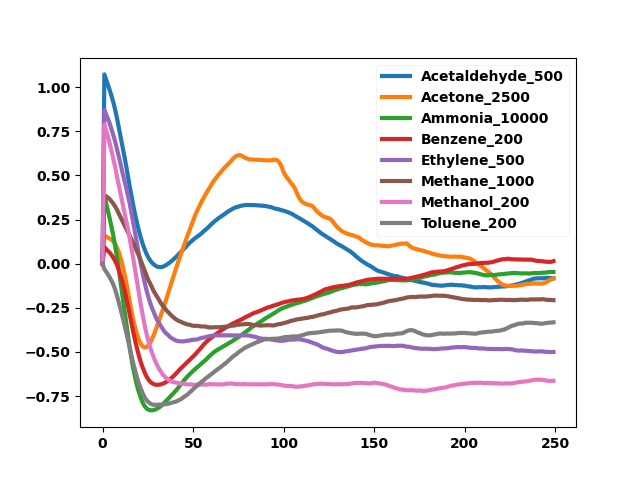 1.00
0.75
0.50
0.25
0.00
−0.25
−0.50
−0.75
0 50 100 150 200 250
Acetaldehyde_500
Acetone_2500
Ammonia_10000
Benzene_200
Ethylene_500
Methane_1000
Methanol_200
Toluene_200